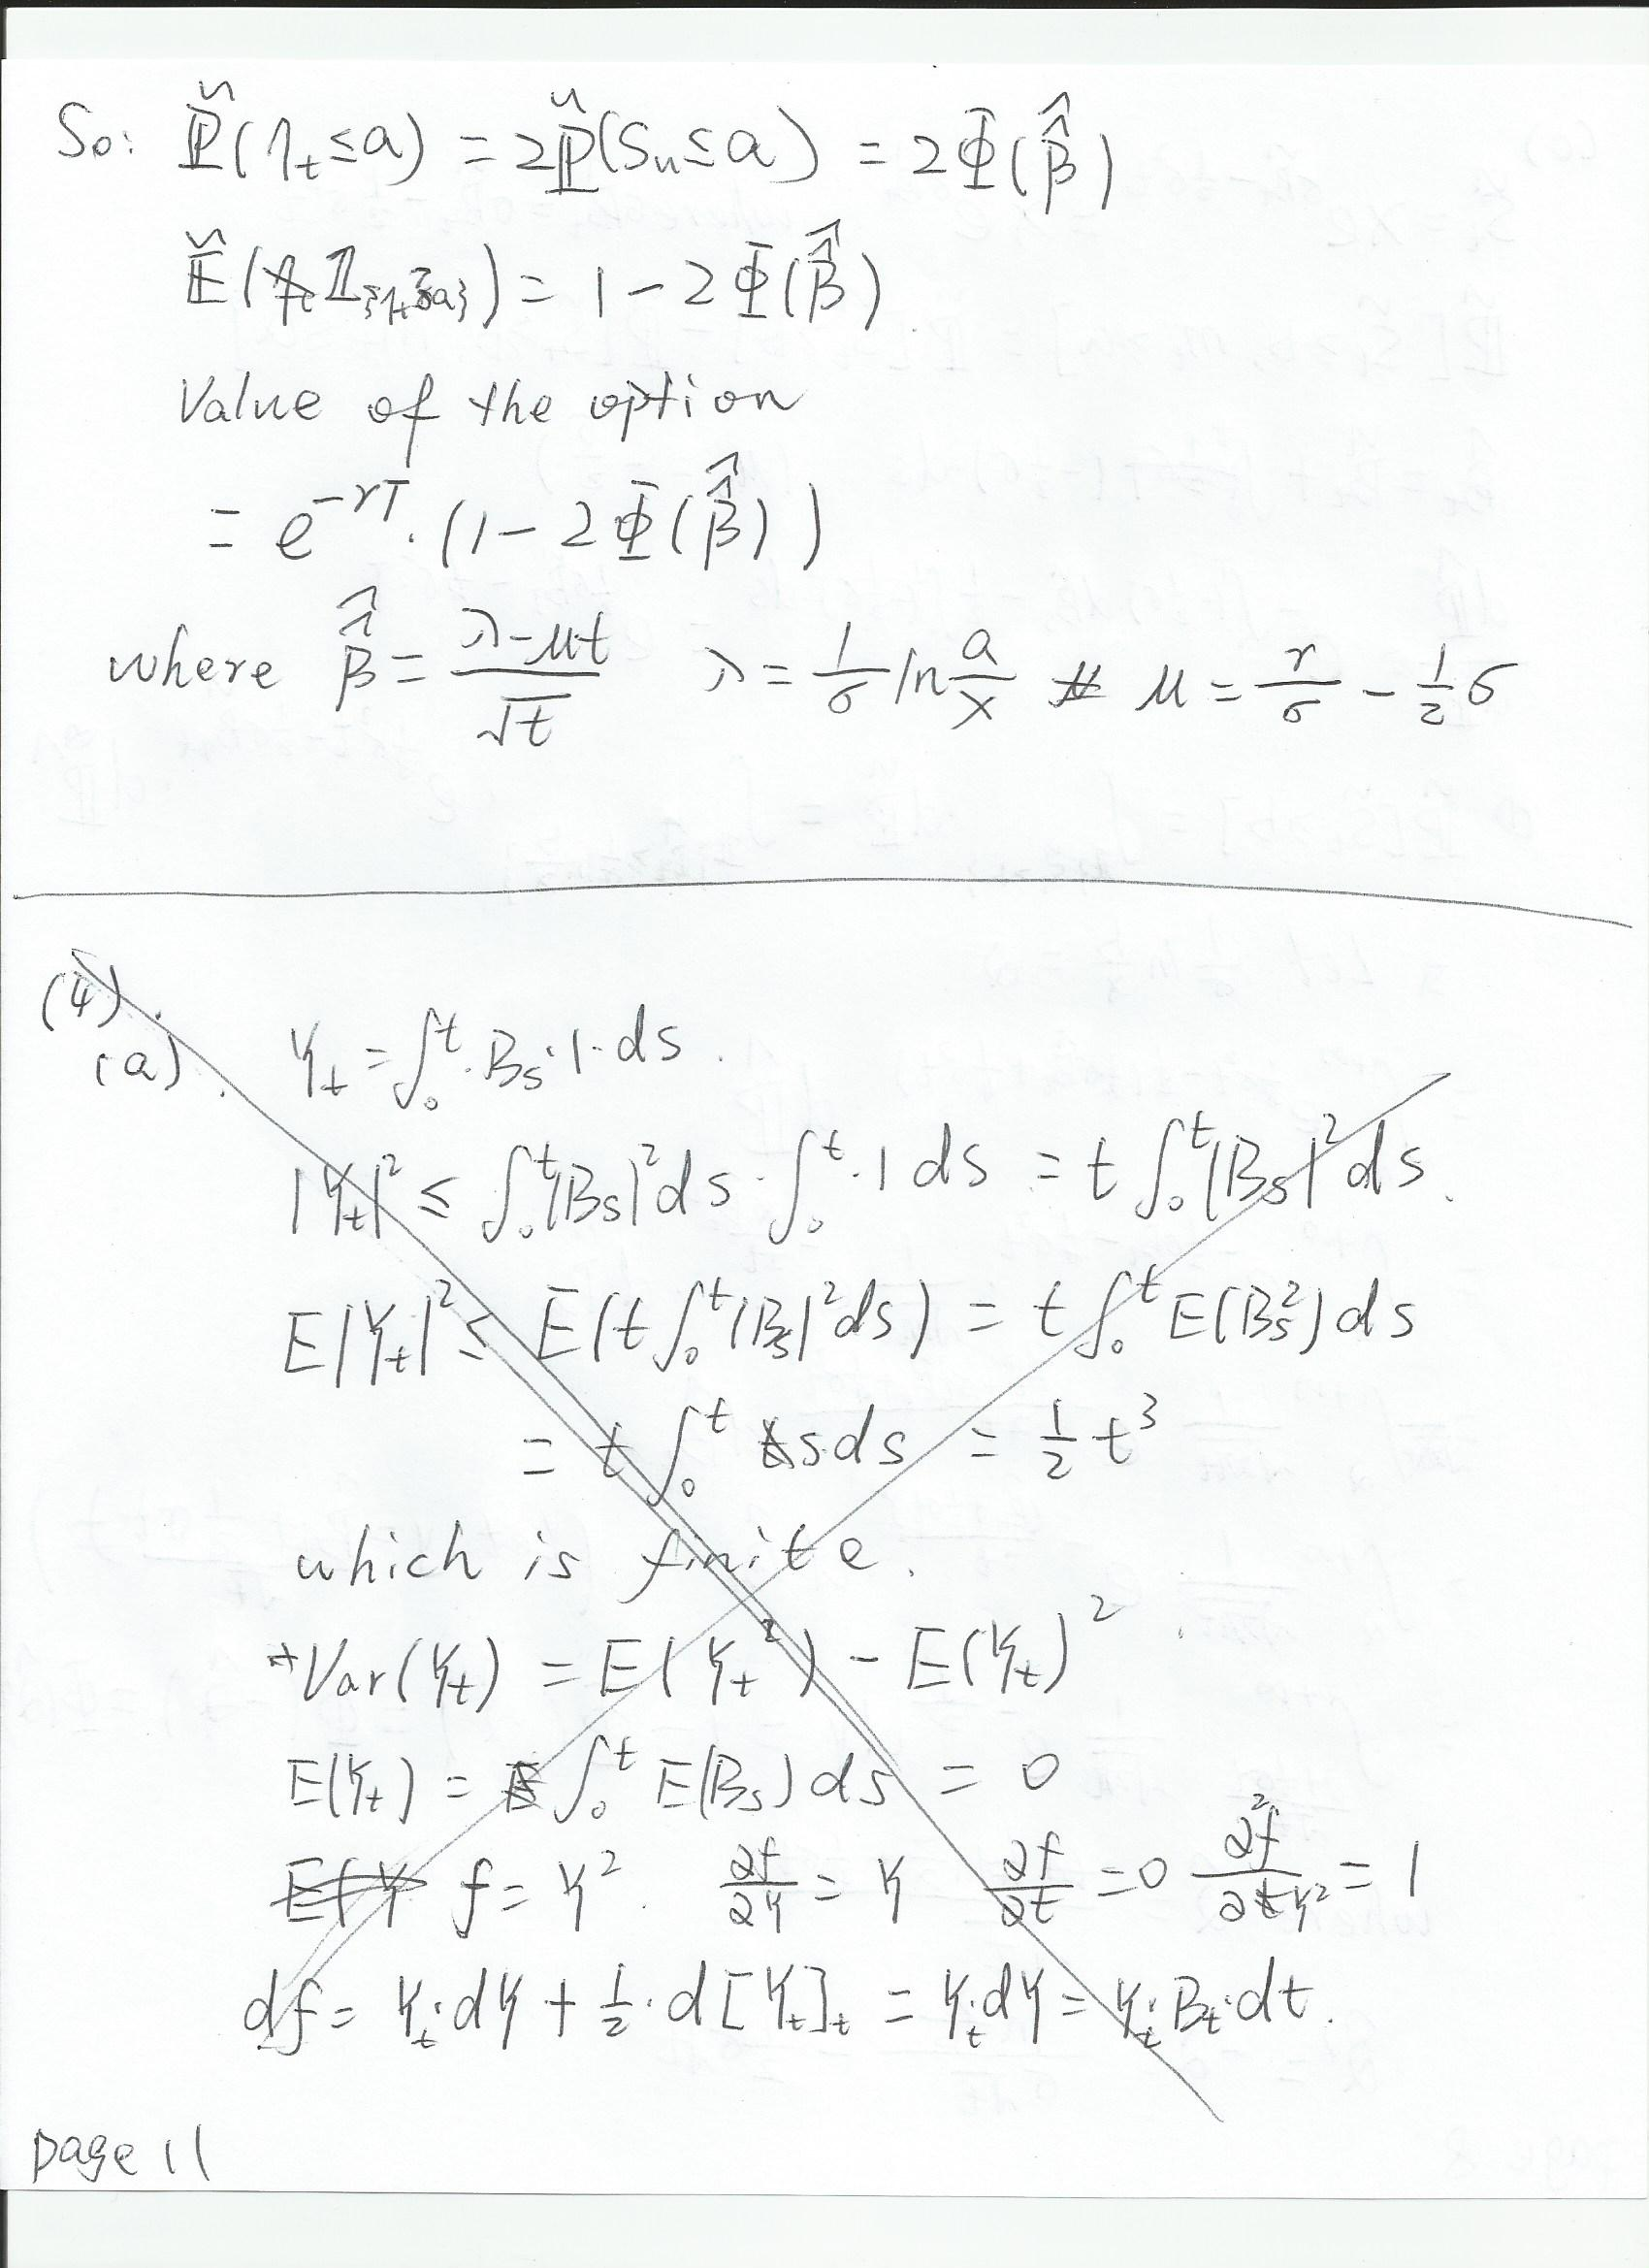 So: P̆(η_t ≤ a) = 2P̆(S_u ≤ a) = 2Φ(β̂̂)
Ĕ(𝟙_{η_t ≥ a}) = 1 - 2Φ(β̂̂)
Value of the option
= e^{-rT} · (1 - 2Φ(β̂̂))
where β̂̂ = (λ - μt)/√t λ = 1/σ ln a/x μ = r/σ - 1/2 σ
(4).
(a). Y_t = ∫_0^t B_s · 1 · ds.
|Y_t|² ≤ ∫_0^t |B_s|² ds · ∫_0^t · 1 ds = t ∫_0^t |B_s|² ds.
E|Y_t|² ≤ E(t ∫_0^t |B_s|² ds) = t ∫_0^t E(B_s²) ds
= t ∫_0^t s ds = 1/2 t³
which is finite.
*Var(Y_t) = E(Y_t²) - E(Y_t)².
E(Y_t) = ∫_0^t E(B_s) ds = 0
f = Y². ∂f/∂Y = Y ∂f/∂t = 0 ∂²f/∂Y² = 1
df = Y_t · dY + 1/2 · d[Y_t]_t = Y_t · dY = Y_t · B_t · dt.
page 11